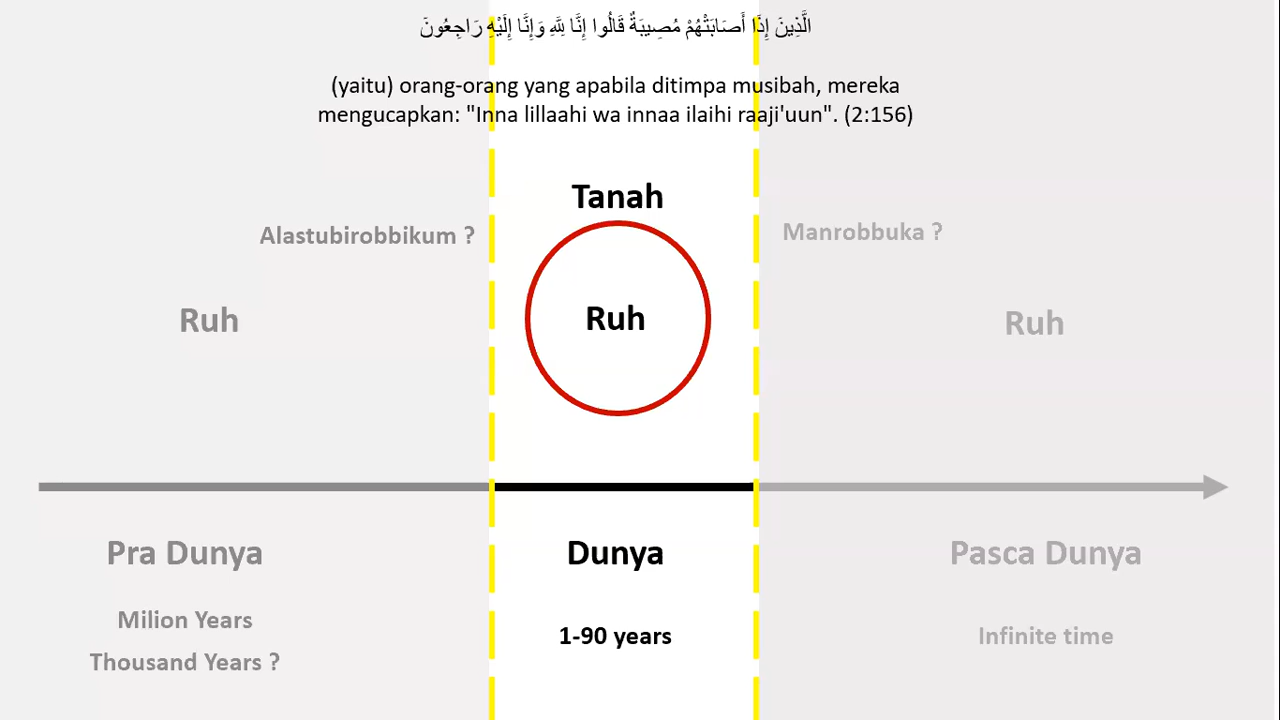 الَّذِينَ إِذَا أَصَابَتْهُمْ مُصِيبَةٌ قَالُوا إِنَّا لِلَّهِ وَإِنَّا إِلَيْهِ رَاجِعُونَ
(yaitu) orang-orang yang apabila ditimpa musibah, mereka
mengucapkan: "Inna lillaahi wa innaa ilaihi raaji'uun". (2:156)
Tanah
Alastubirobbikum ?
Manrobbuka ?
Ruh
Ruh
Ruh
Pra Dunya
Dunya
Pasca Dunya
Milion Years
Thousand Years ?
1-90 years
Infinite time